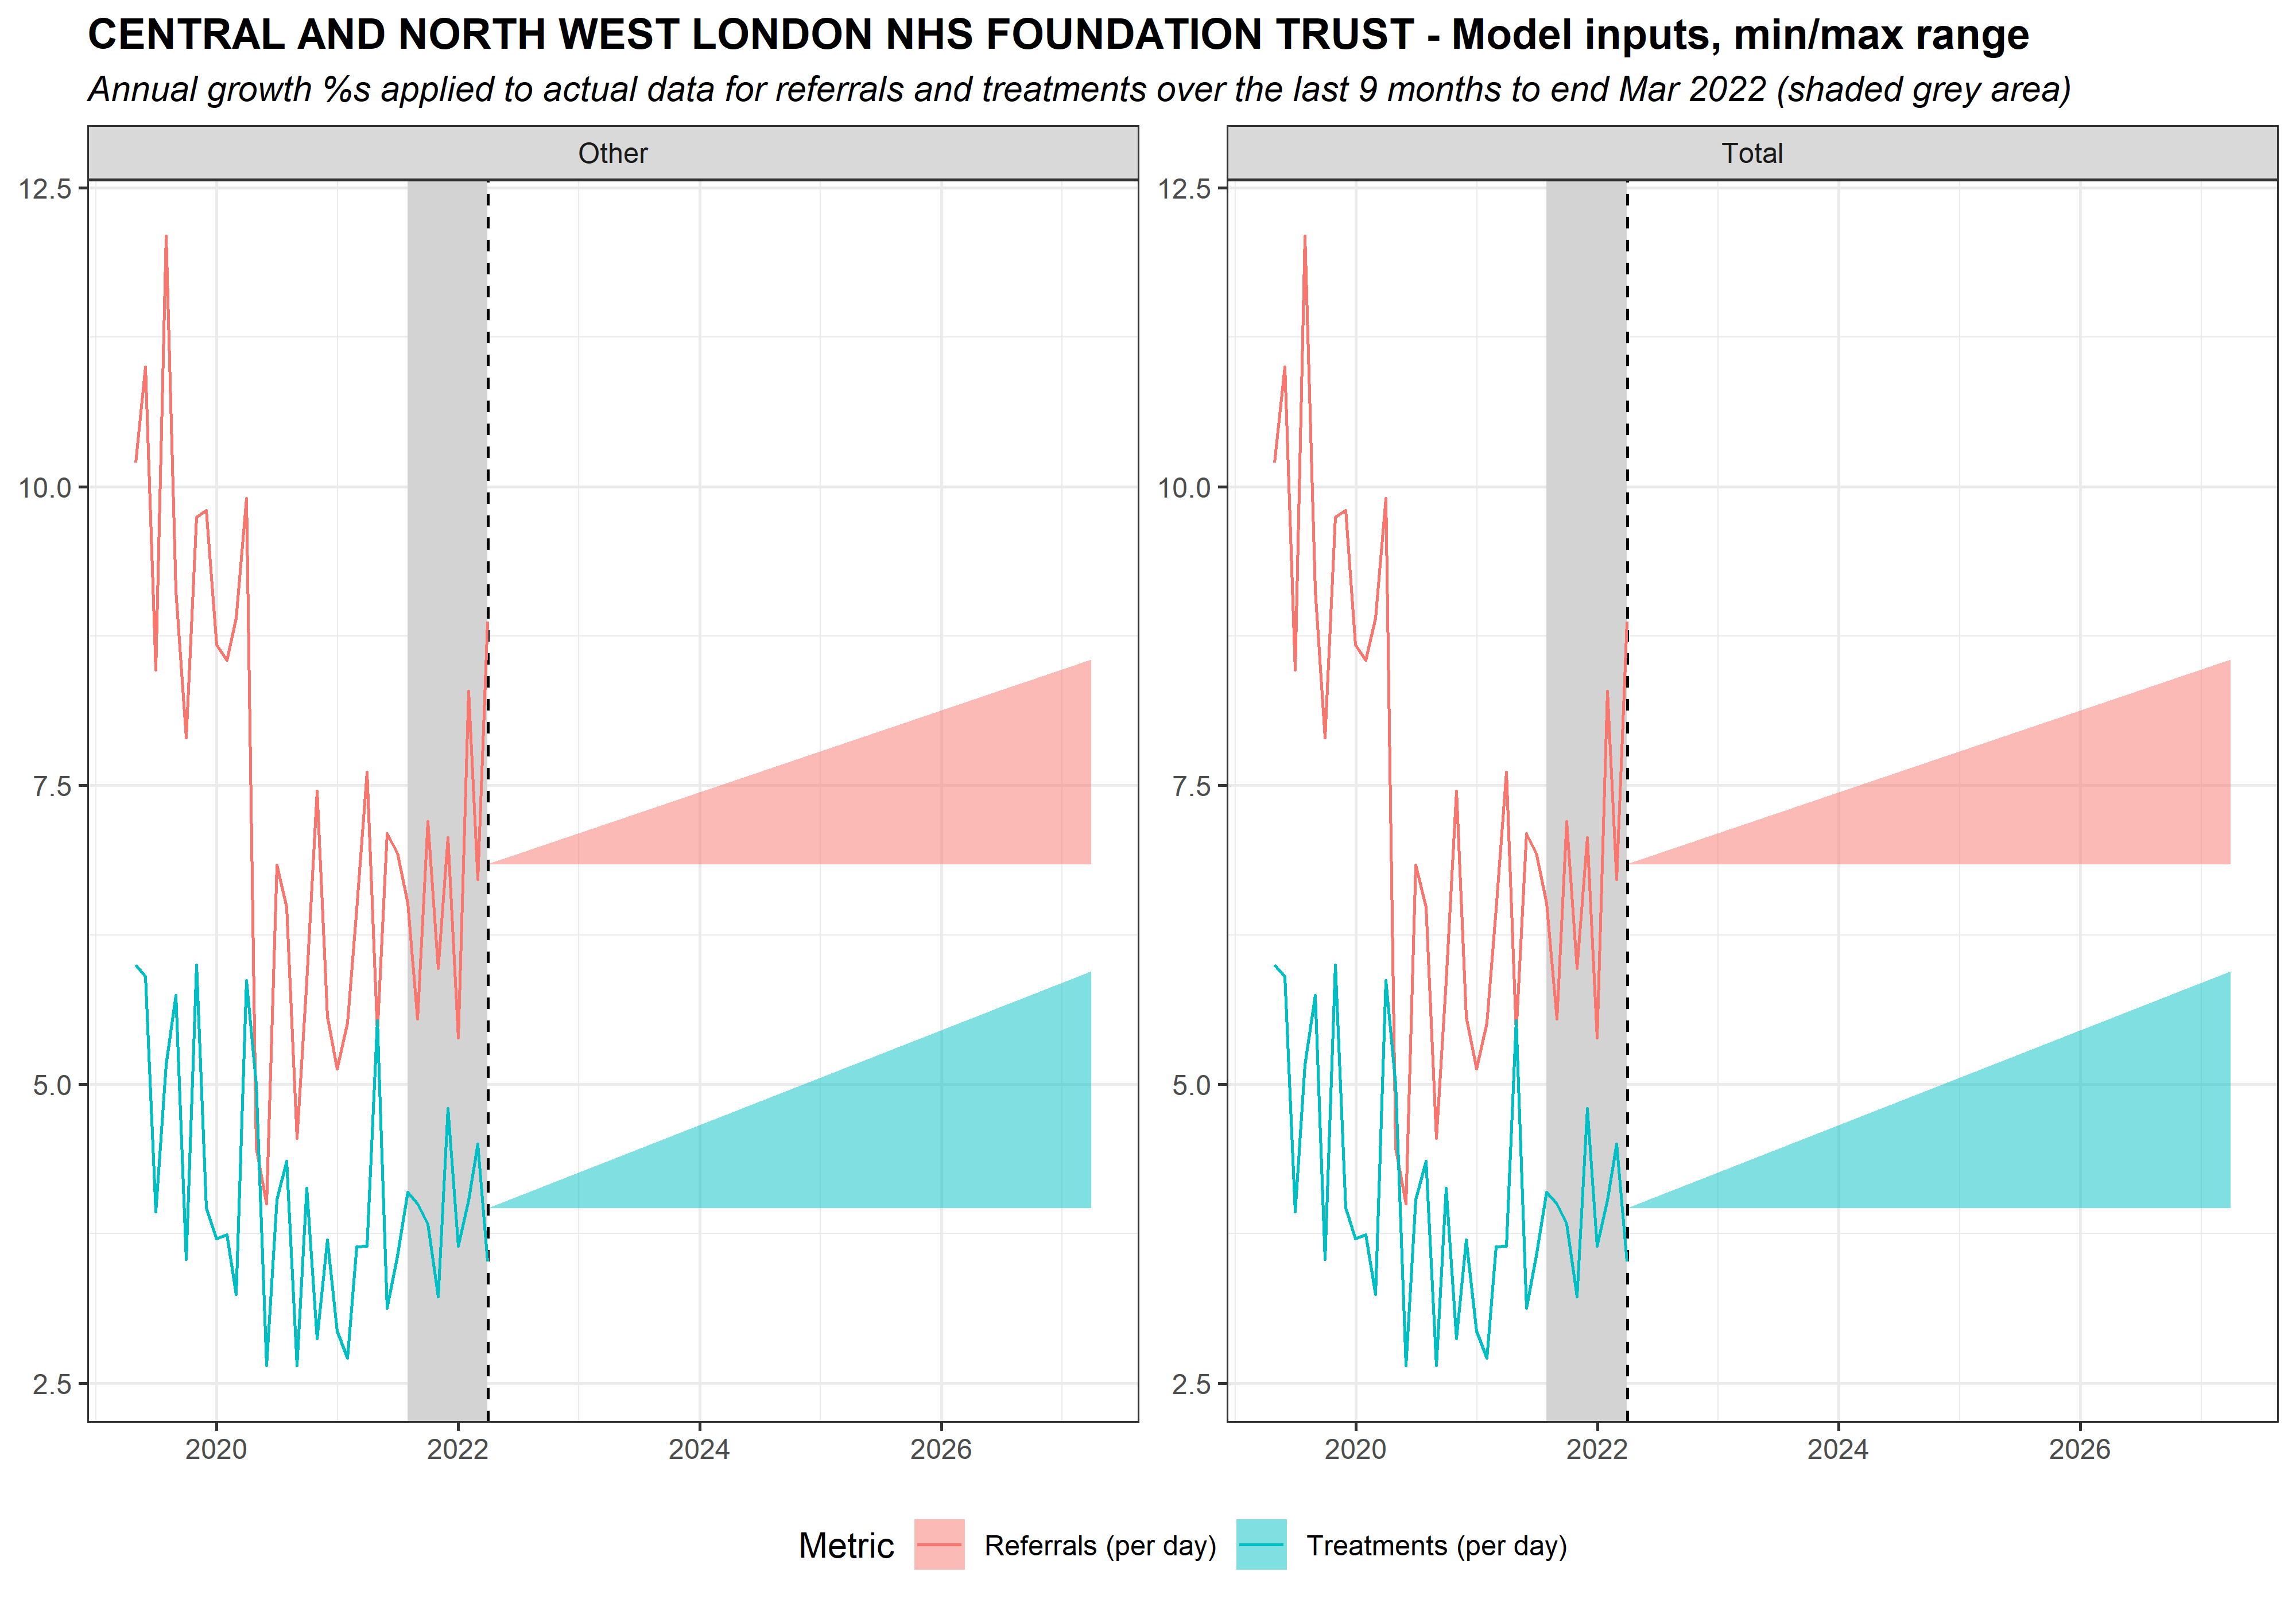 CENTRAL AND NORTH WEST LONDON NHS FOUNDATION TRUST - Model inputs, min/max range
Annual growth %s applied to actual data for referrals and treatments over the last 9 months to end Mar 2022 (shaded grey area)
Other
12.5
10.0
7.5
5.0
2.5
2020
2022
2024
2026
Total
12.5
10.0
7.5
5.0
2.5
2020
2022
2024
2026
Metric
Referrals (per day)
Treatments (per day)